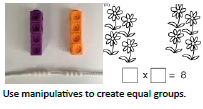 □ x □ = 8
Use manipulatives to create equal groups.